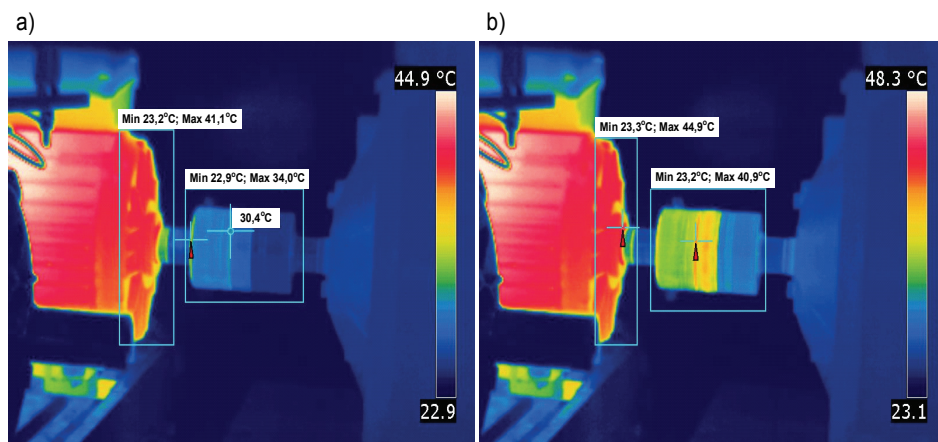 a)
44.9 °C
Min 23,2°C; Max 41,1°C
Min 22,9°C; Max 34,0°C
30,4°C
22.9
b)
48.3 °C
Min 23,3°C; Max 44,9°C
Min 23,2°C; Max 40,9°C
23.1